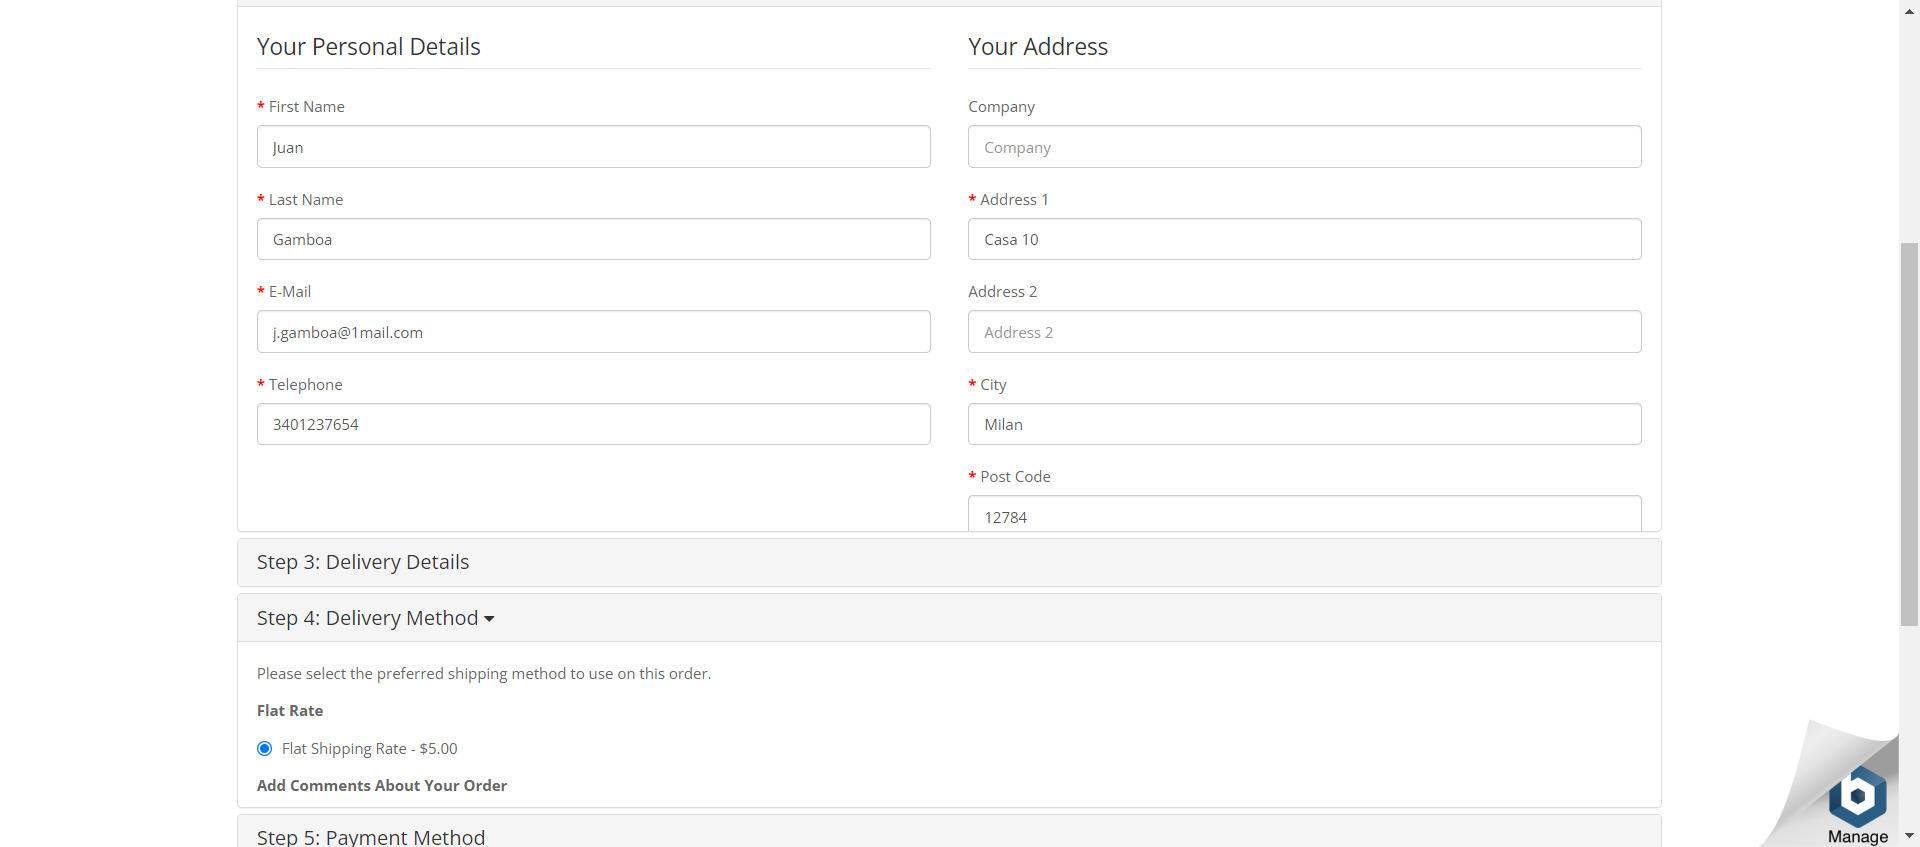 Your Personal Details
* First Name
Juan
* Last Name
Gamboa
* E-Mail
j.gamboa@1mail.com
* Telephone
3401237654
Your Address
Company
Company
* Address 1
Casa 10
Address 2
Address 2
* City
Milan
* Post Code
12784
Step 3: Delivery Details
Step 4: Delivery Method
Please select the preferred shipping method to use on this order.
Flat Rate
Flat Shipping Rate - $5.00
Add Comments About Your Order
Step 5: Payment Method
b
Manage